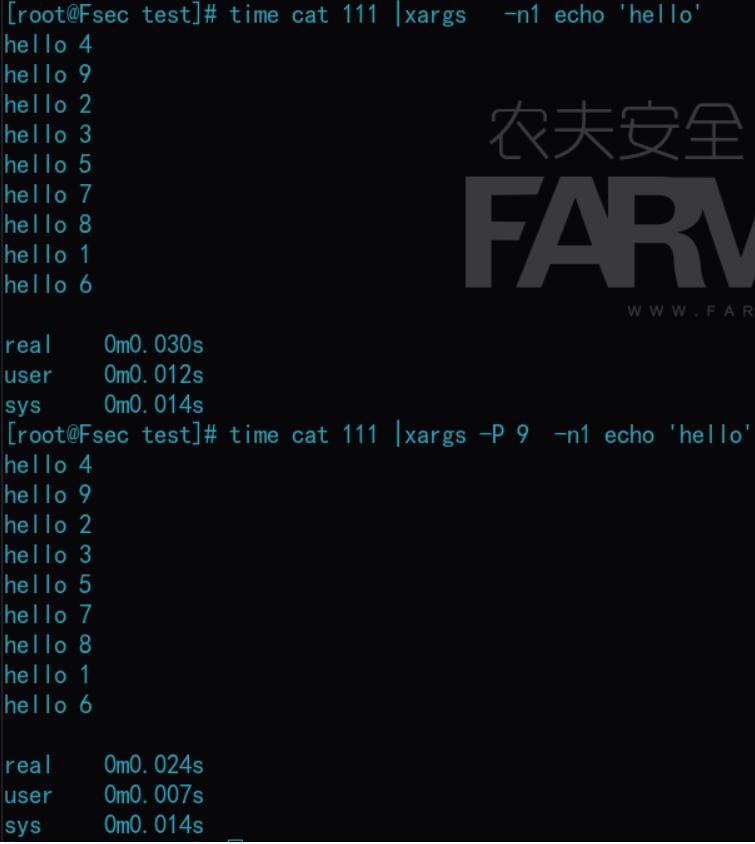 [root@Fsec test]# time cat 111 |xargs   -n1 echo 'hello'
hello 4
hello 9
hello 2
hello 3
hello 5
hello 7
hello 8
hello 1
hello 6
农夫安全
FARV
WWW.FAR
real    0m0.030s
user    0m0.012s
sys     0m0.014s
[root@Fsec test]# time cat 111 |xargs -P 9  -n1 echo 'hello'
hello 4
hello 9
hello 2
hello 3
hello 5
hello 7
hello 8
hello 1
hello 6
real    0m0.024s
user    0m0.007s
sys     0m0.014s